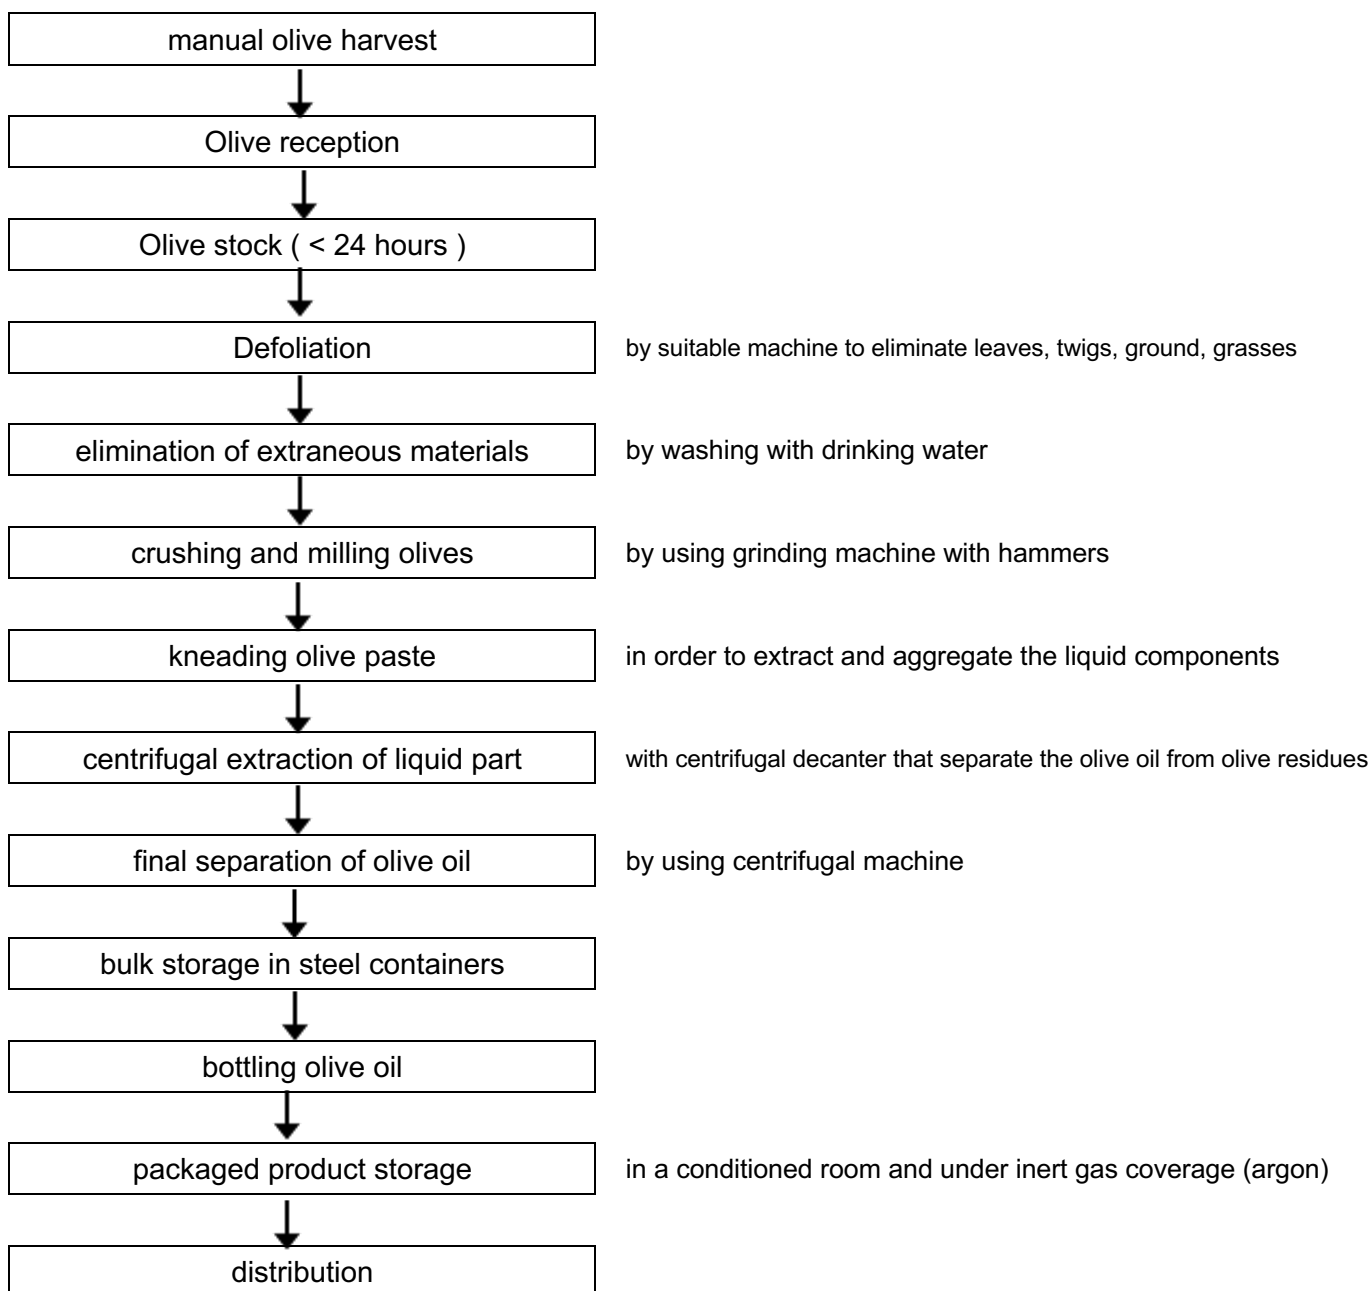 manual olive harvest
Olive reception
Olive stock ( < 24 hours )
Defoliation
by suitable machine to eliminate leaves, twigs, ground, grasses
elimination of extraneous materials
by washing with drinking water
crushing and milling olives
by using grinding machine with hammers
kneading olive paste
in order to extract and aggregate the liquid components
centrifugal extraction of liquid part
with centrifugal decanter that separate the olive oil from olive residues
final separation of olive oil
by using centrifugal machine
bulk storage in steel containers
bottling olive oil
packaged product storage
in a conditioned room and under inert gas coverage (argon)
distribution